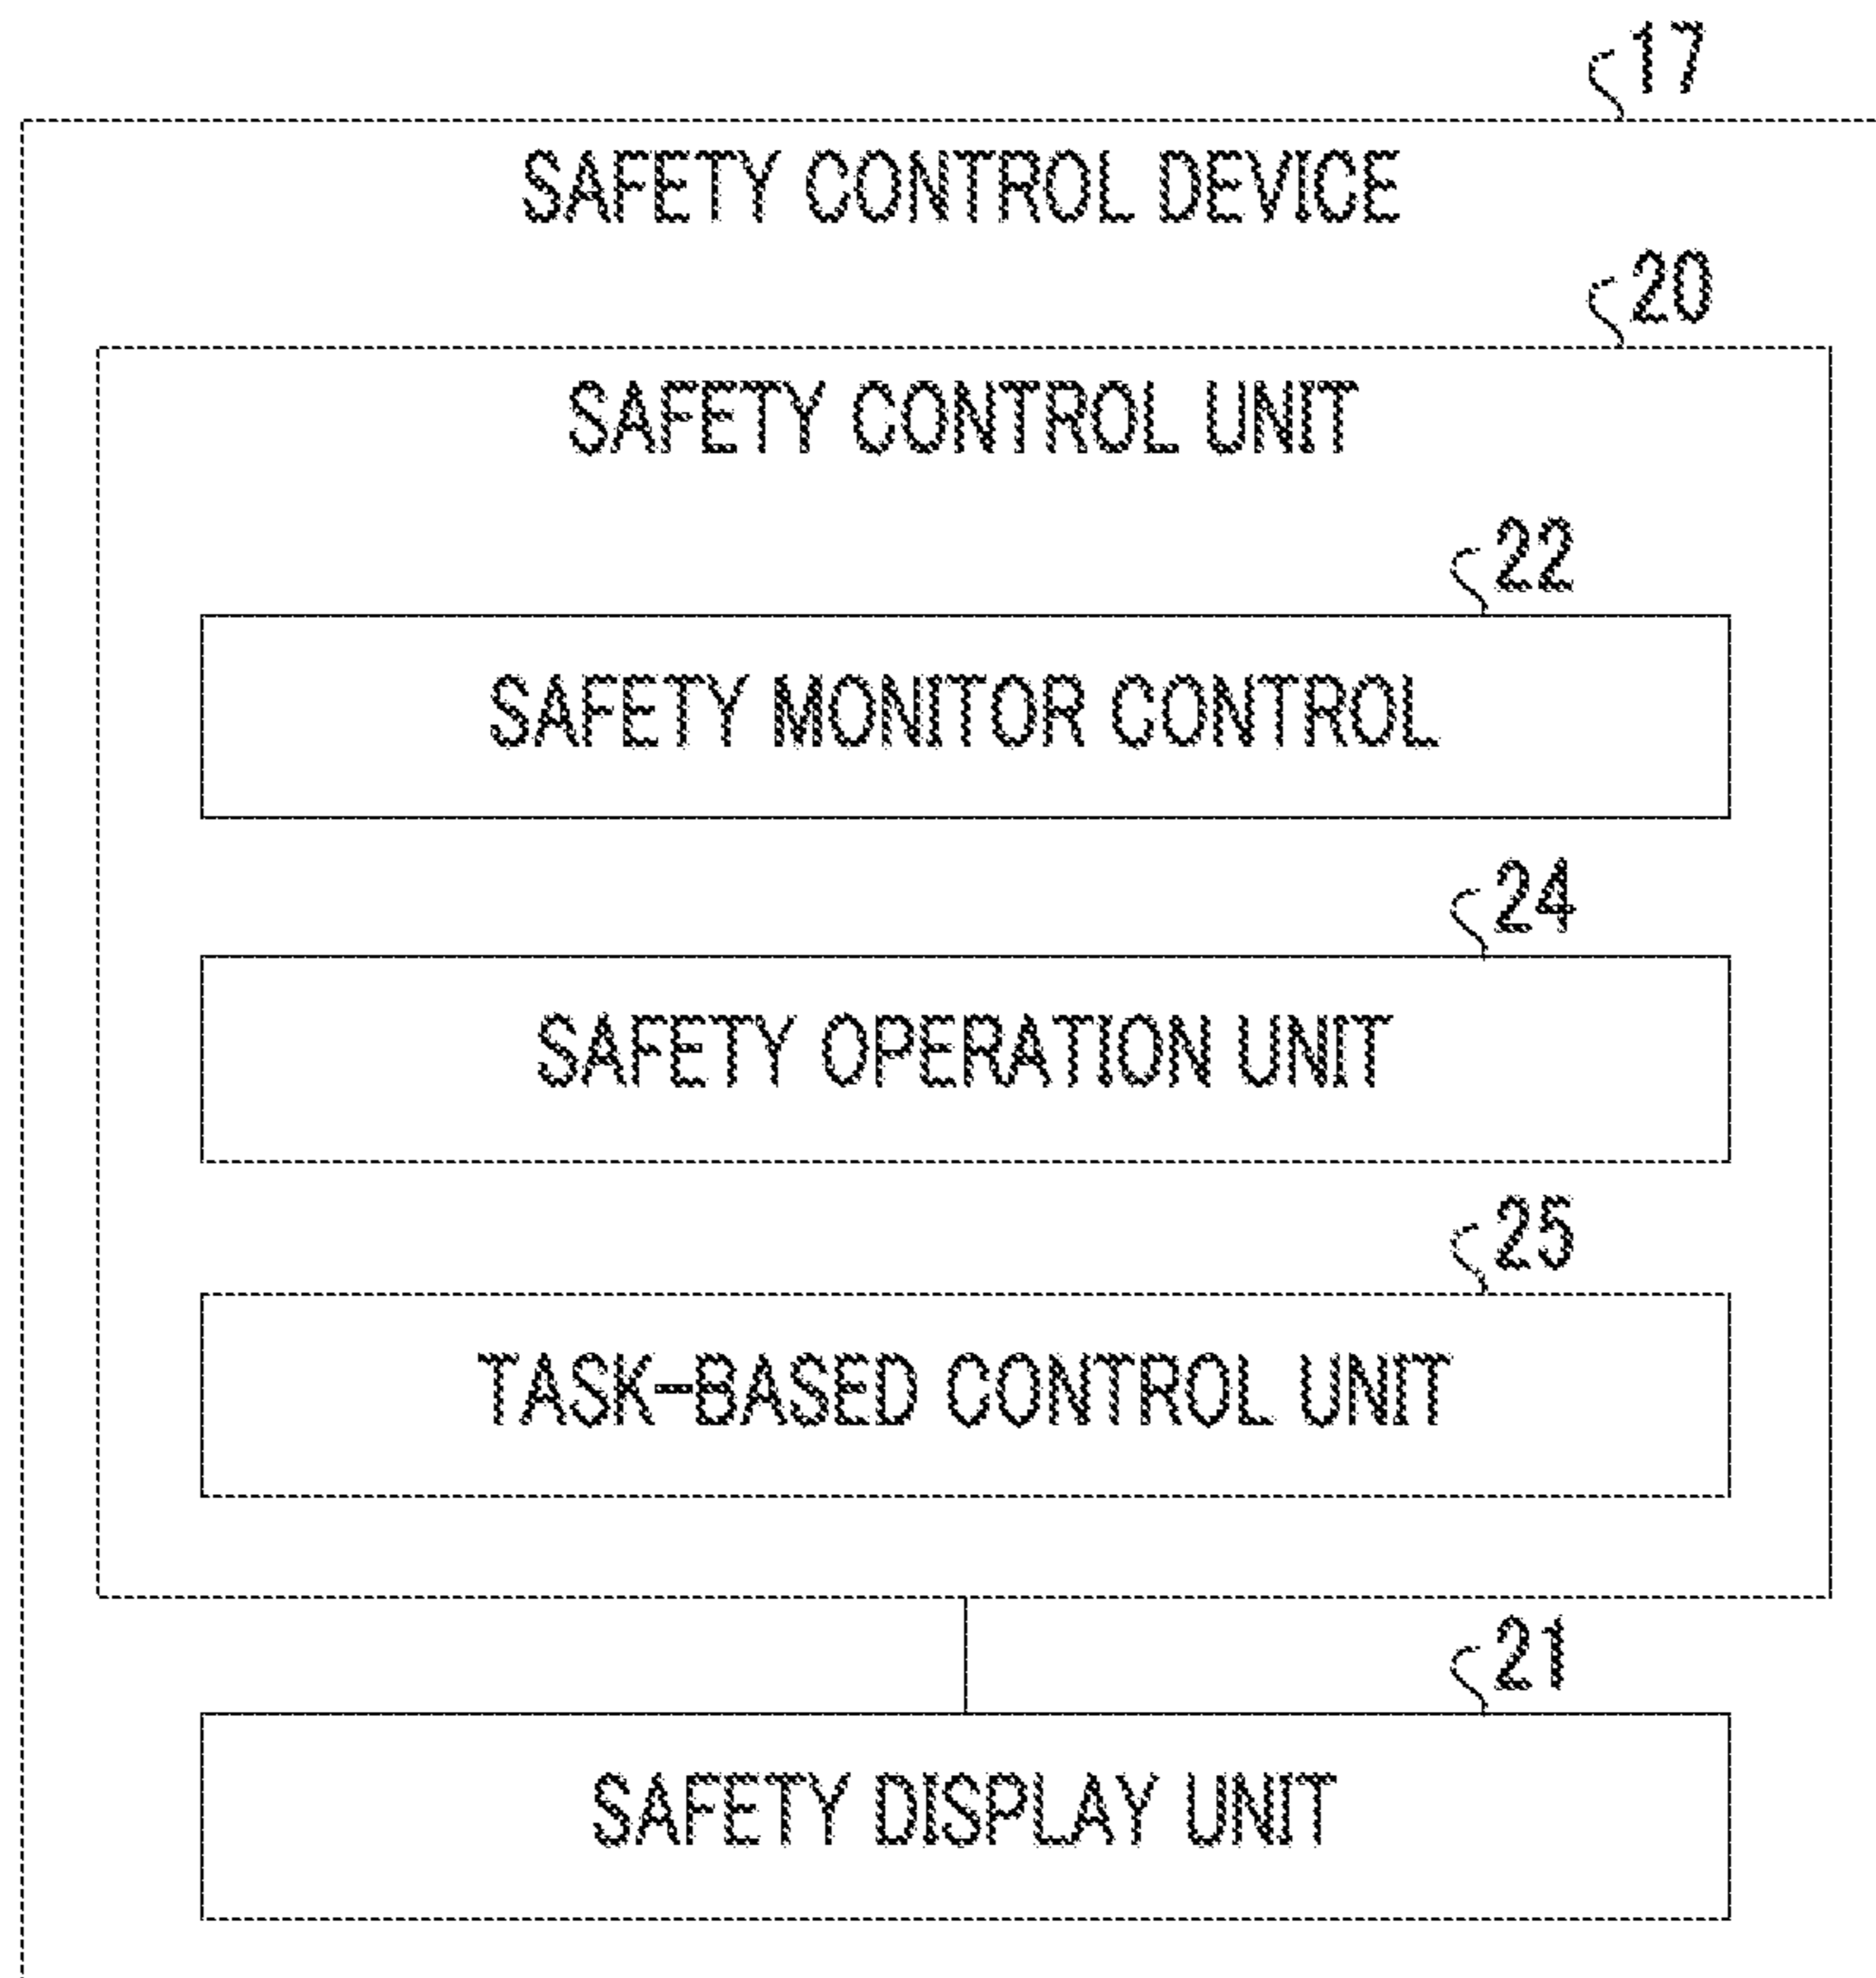 17
SAFETY CONTROL DEVICE
20
SAFETY CONTROL UNIT
22
SAFETY MONITOR CONTROL
24
SAFETY OPERATION UNIT
25
TASK-BASED CONTROL UNIT
21
SAFETY DISPLAY UNIT